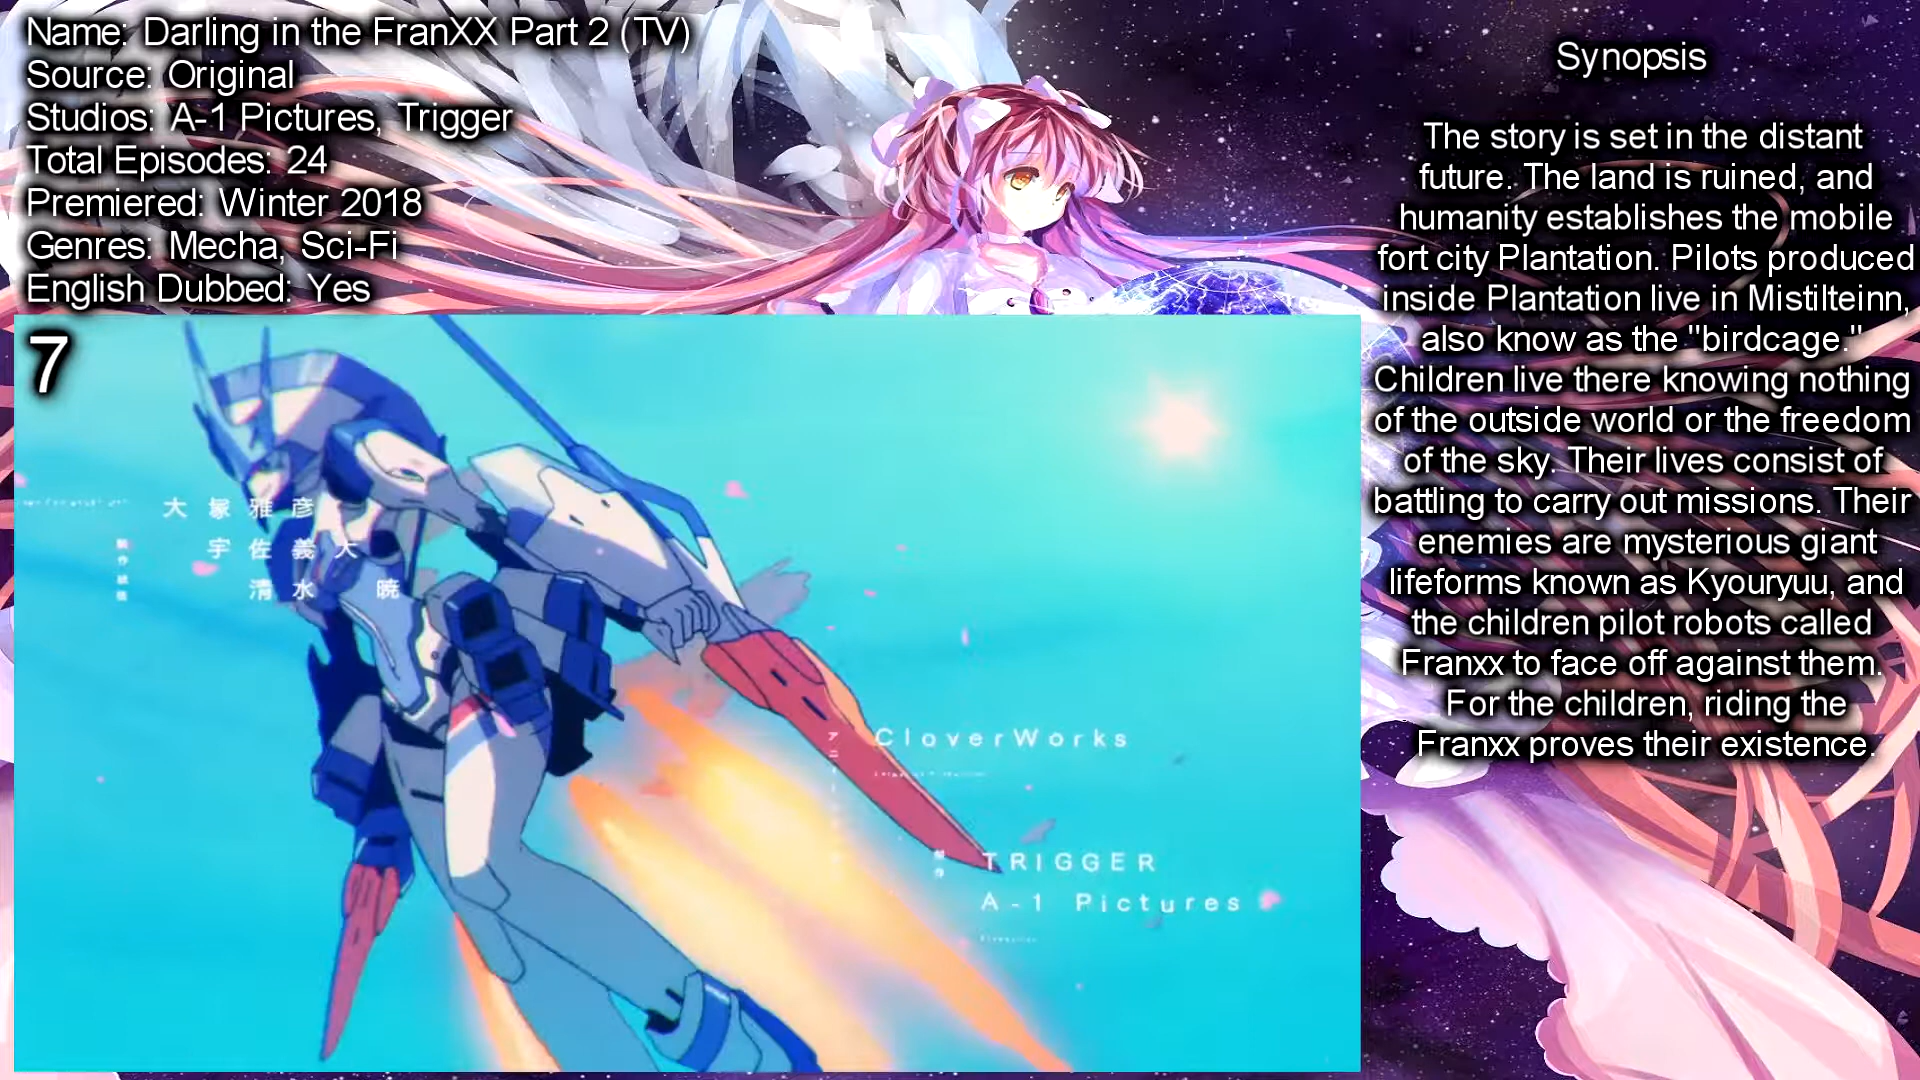 Name: Darling in the FranXX Part 2 (TV)
Source: Original
Studios: A-1 Pictures, Trigger
Total Episodes: 24
Premiered: Winter 2018
Genres: Mecha, Sci-Fi
English Dubbed: Yes
7
大塚雅彦
宇佐義大
清水 暁
CloverWorks
TRIGGER
A-1 Pictures
Synopsis
The story is set in the distant
future. The land is ruined, and
humanity establishes the mobile
fort city Plantation. Pilots produced
inside Plantation live in Mistilteinn,
also know as the "birdcage."
Children live there knowing nothing
of the outside world or the freedom
of the sky. Their lives consist of
battling to carry out missions. Their
enemies are mysterious giant
lifeforms known as Kyouryuu, and
the children pilot robots called
Franxx to face off against them.
For the children, riding the
Franxx proves their existence.